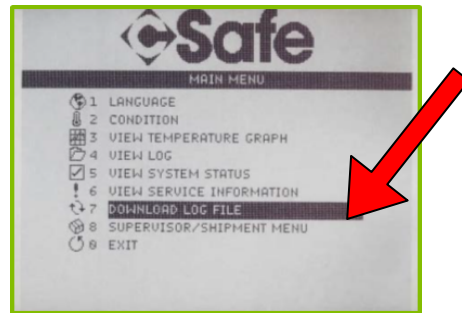 CSafe
MAIN MENU
1 LANGUAGE
2 CONDITION
3 VIEW TEMPERATURE GRAPH
4 VIEW LOG
5 VIEW SYSTEM STATUS
6 VIEW SERVICE INFORMATION
7 DOWNLOAD LOG FILE
8 SUPERVISOR/SHIPMENT MENU
0 EXIT